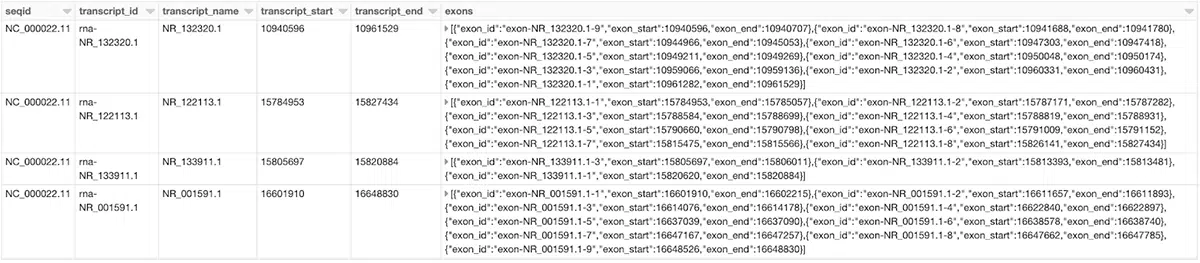 seqid transcript_id transcript_name transcript_start transcript_end exons
NC_000022.11 rna- NR_132320.1 10940596 10961529 [{"exon_id":"exon-NR_132320.1-9","exon_start":10940596,"exon_end":10940707},{"exon_id":"exon-NR_132320.1-8","exon_start":10941688,"exon_end":10941780},
NR_132320.1 {"exon_id":"exon-NR_132320.1-7","exon_start":10944966,"exon_end":10945053},{"exon_id":"exon-NR_132320.1-6","exon_start":10947303,"exon_end":10947418},
{"exon_id":"exon-NR_132320.1-5","exon_start":10949211,"exon_end":10949269},{"exon_id":"exon-NR_132320.1-4","exon_start":10950048,"exon_end":10950174},
{"exon_id":"exon-NR_132320.1-3","exon_start":10959066,"exon_end":10959136},{"exon_id":"exon-NR_132320.1-2","exon_start":10960331,"exon_end":10960431},
{"exon_id":"exon-NR_132320.1-1","exon_start":10961282,"exon_end":10961529}]
NC_000022.11 rna- NR_122113.1 15784953 15827434 [{"exon_id":"exon-NR_122113.1-1","exon_start":15784953,"exon_end":15785057},{"exon_id":"exon-NR_122113.1-2","exon_start":15787171,"exon_end":15787282},
NR_122113.1 {"exon_id":"exon-NR_122113.1-3","exon_start":15788584,"exon_end":15788699},{"exon_id":"exon-NR_122113.1-4","exon_start":15788819,"exon_end":15788931},
{"exon_id":"exon-NR_122113.1-5","exon_start":15790660,"exon_end":15790798},{"exon_id":"exon-NR_122113.1-6","exon_start":15791009,"exon_end":15791152},
{"exon_id":"exon-NR_122113.1-7","exon_start":15815475,"exon_end":15815566},{"exon_id":"exon-NR_122113.1-8","exon_start":15826141,"exon_end":15827434}]
NC_000022.11 rna- NR_133911.1 15805697 15820884 [{"exon_id":"exon-NR_133911.1-3","exon_start":15805697,"exon_end":15806011},{"exon_id":"exon-NR_133911.1-2","exon_start":15813393,"exon_end":15813481},
NR_133911.1 {"exon_id":"exon-NR_133911.1-1","exon_start":15820620,"exon_end":15820884}]
NC_000022.11 rna- NR_001591.1 16601910 16648830 [{"exon_id":"exon-NR_001591.1-1","exon_start":16601910,"exon_end":16602215},{"exon_id":"exon-NR_001591.1-2","exon_start":16611657,"exon_end":16611893},
NR_001591.1 {"exon_id":"exon-NR_001591.1-3","exon_start":16614076,"exon_end":16614178},{"exon_id":"exon-NR_001591.1-4","exon_start":16622840,"exon_end":16622897},
{"exon_id":"exon-NR_001591.1-5","exon_start":16637039,"exon_end":16637090},{"exon_id":"exon-NR_001591.1-6","exon_start":16638578,"exon_end":16638740},
{"exon_id":"exon-NR_001591.1-7","exon_start":16647167,"exon_end":16647257},{"exon_id":"exon-NR_001591.1-8","exon_start":16647662,"exon_end":16647785},
{"exon_id":"exon-NR_001591.1-9","exon_start":16648526,"exon_end":16648830}]